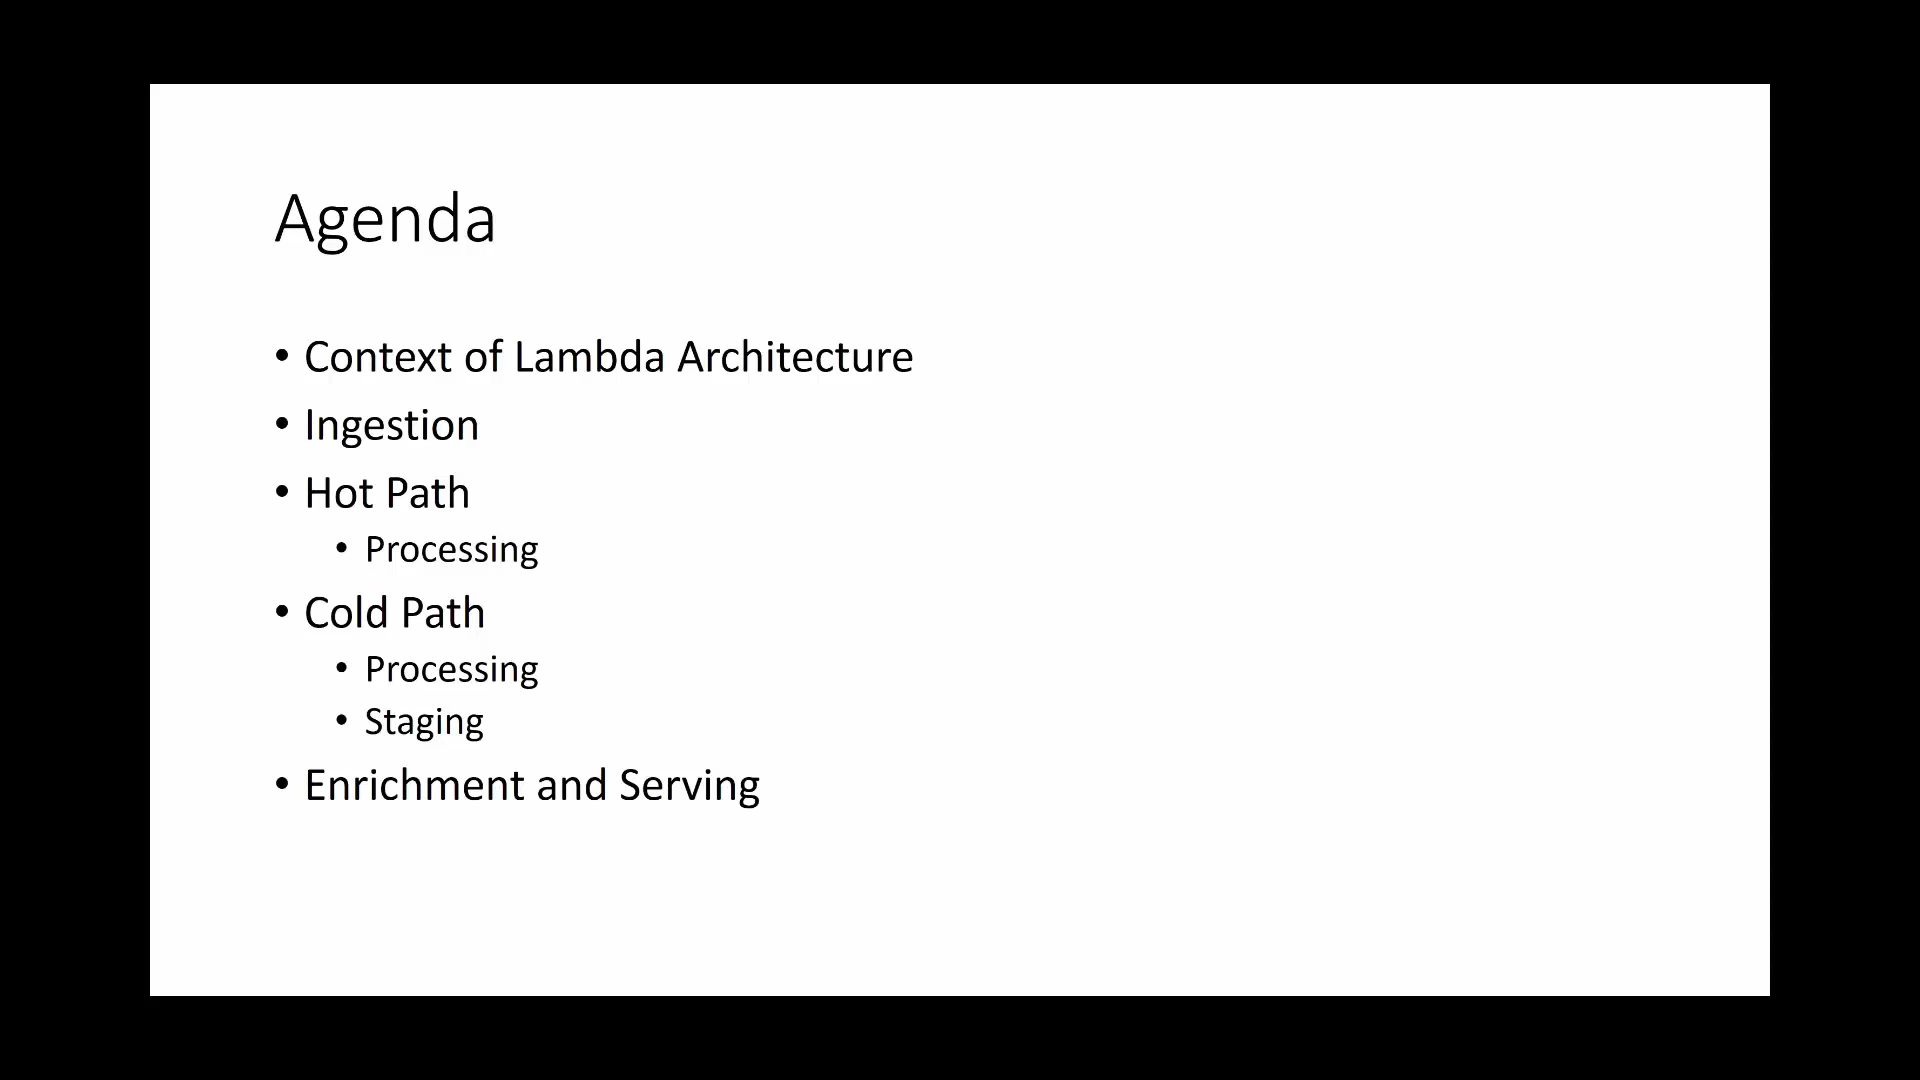 Agenda
• Context of Lambda Architecture
• Ingestion
• Hot Path
• Processing
• Cold Path
• Processing
• Staging
• Enrichment and Serving